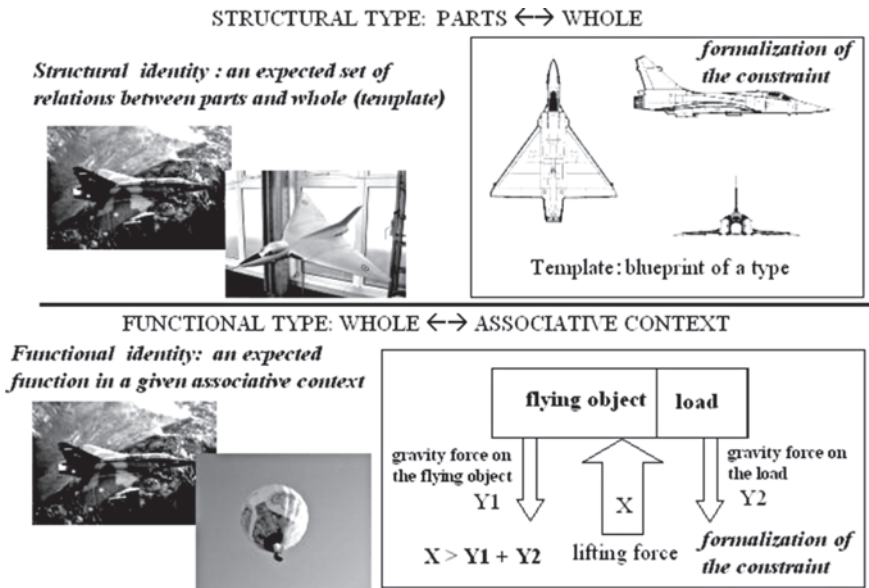 STRUCTURAL TYPE: PARTS ←→ WHOLE
Structural identity : an expected set of
relations between parts and whole (template)
formalization of
the constraint
Template: blueprint of a type
FUNCTIONAL TYPE: WHOLE ←→ ASSOCIATIVE CONTEXT
Functional identity: an expected
function in a given associative context
flying object
load
gravity force on
the flying object
Y1
X
gravity force on
the load
Y2
X > Y1 + Y2
lifting force
formalization of
the constraint